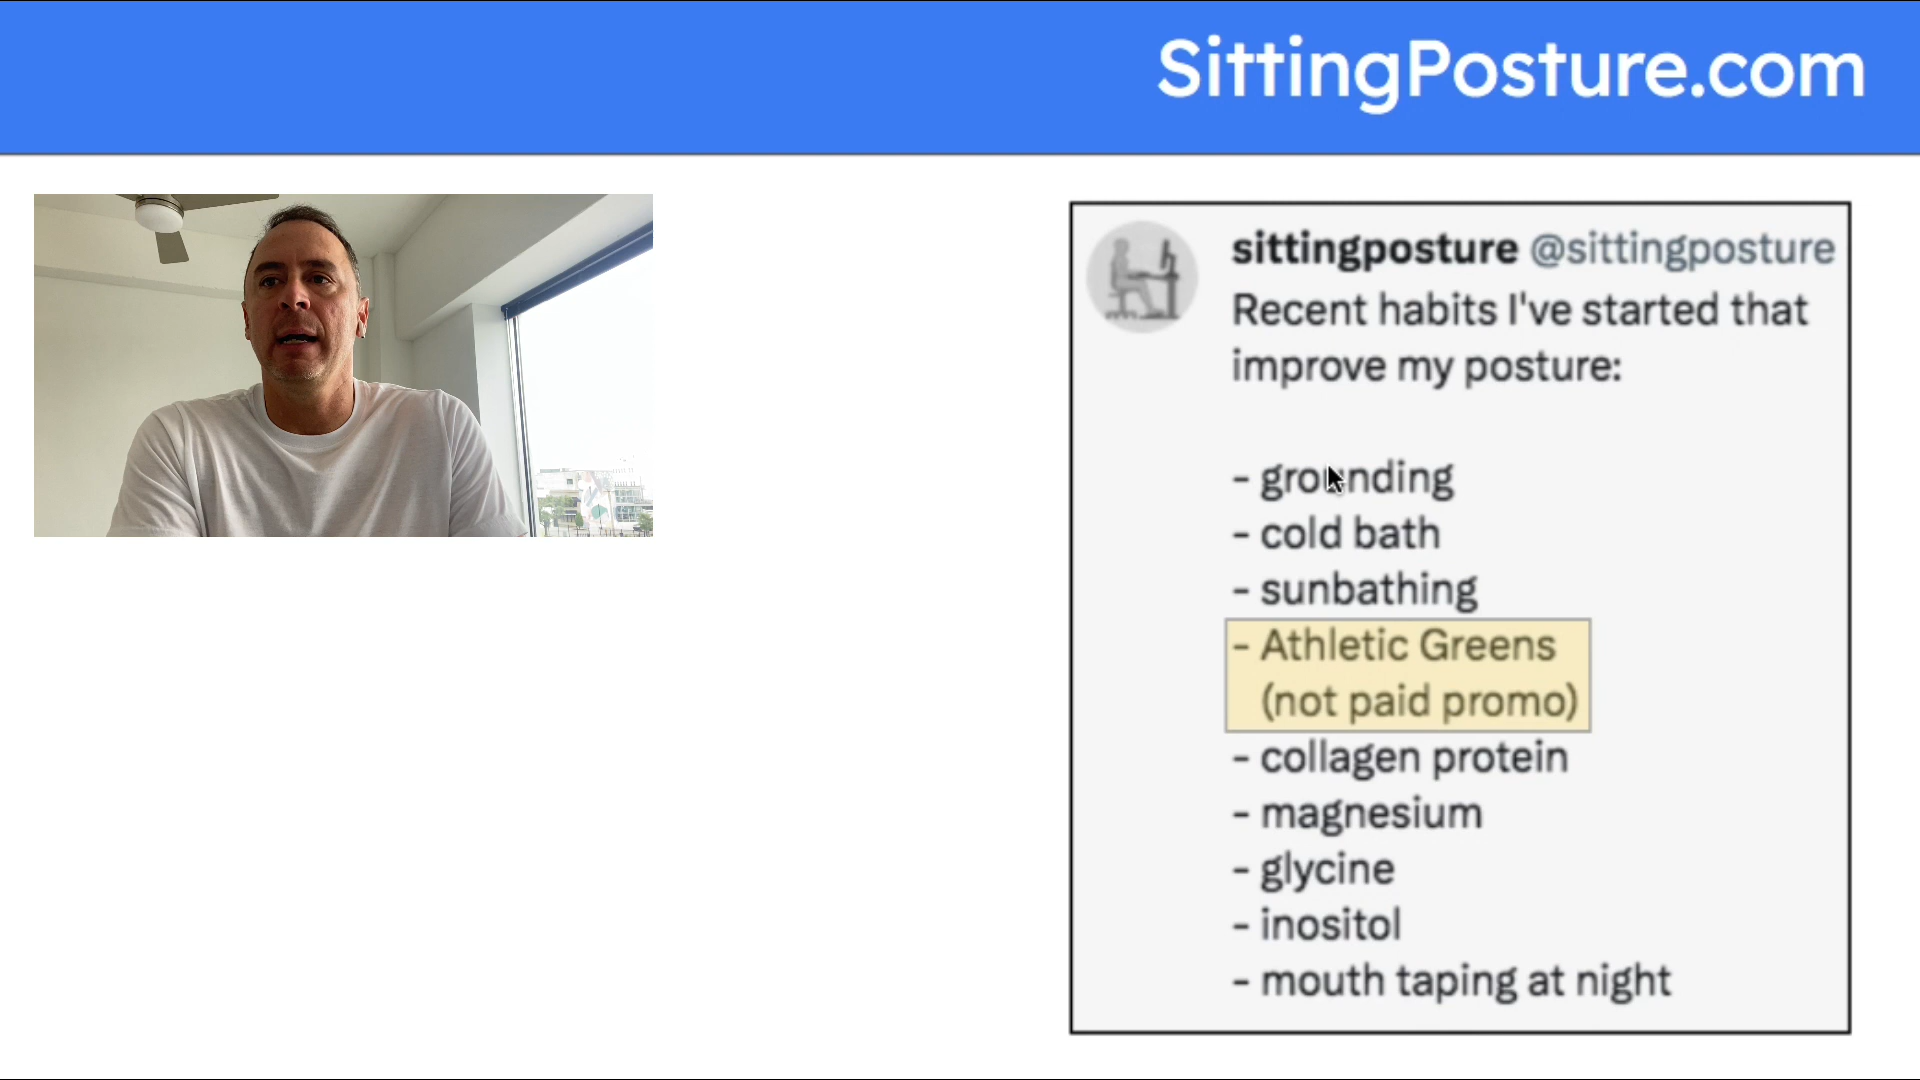 SittingPosture.com
sittingposture @sittingposture
Recent habits I've started that
improve my posture:
- grounding
- cold bath
- sunbathing
- Athletic Greens
(not paid promo)
- collagen protein
- magnesium
- glycine
- inositol
- mouth taping at night